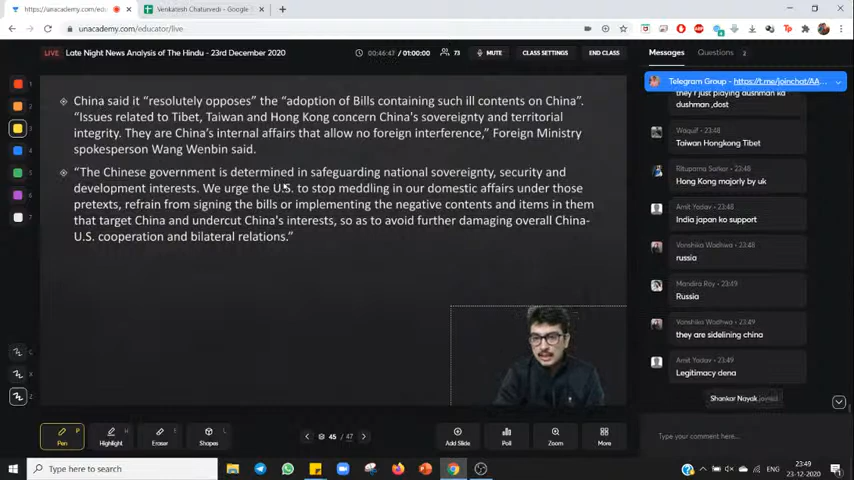 https://unacademy.com/edu
Venkatesh Chaturvedi - Google
unacademy.com/educator/live
LIVE
Late Night News Analysis of The Hindu - 23rd December 2020
00:46:47 / 01:00:00
73
MUTE
CLASS SETTINGS
END CLASS
Messages
Questions 2
1
2
3
4
5
6
7
China said it “resolutely opposes” the “adoption of Bills containing such ill contents on China”.
“Issues related to Tibet, Taiwan and Hong Kong concern China's sovereignty and territorial
integrity. They are China's internal affairs that allow no foreign interference,” Foreign Ministry
spokesperson Wang Wenbin said.
“The Chinese government is determined in safeguarding national sovereignty, security and
development interests. We urge the U.S. to stop meddling in our domestic affairs under those
pretexts, refrain from signing the bills or implementing the negative contents and items in them
that target China and undercut China's interests, so as to avoid further damaging overall China-
U.S. cooperation and bilateral relations.”
Telegram Group - https://t.me/joinchat/AA...
they r just playing dushman ka
dushman ,dost
Waquif • 23:48
Taiwan Hongkong Tibet
Rituparna Sarkar • 23:48
Hong Kong majorly by uk
Amit Yadav • 23:48
India japan ko support
Vanshika Wadhwa • 23:48
russia
Mandira Roy • 23:49
Russia
Vanshika Wadhwa • 23:49
they are sidelining china
Amit Yadav • 23:49
Legitimacy dena
Shankar Nayak joined
C
X
Z
Pen
P
Highlight
H
Eraser
E
Shapes
L
45 / 47
Add Slide
Poll
Zoom
More
Type your comment here...
Type here to search
ENG
23:49
23-12-2020